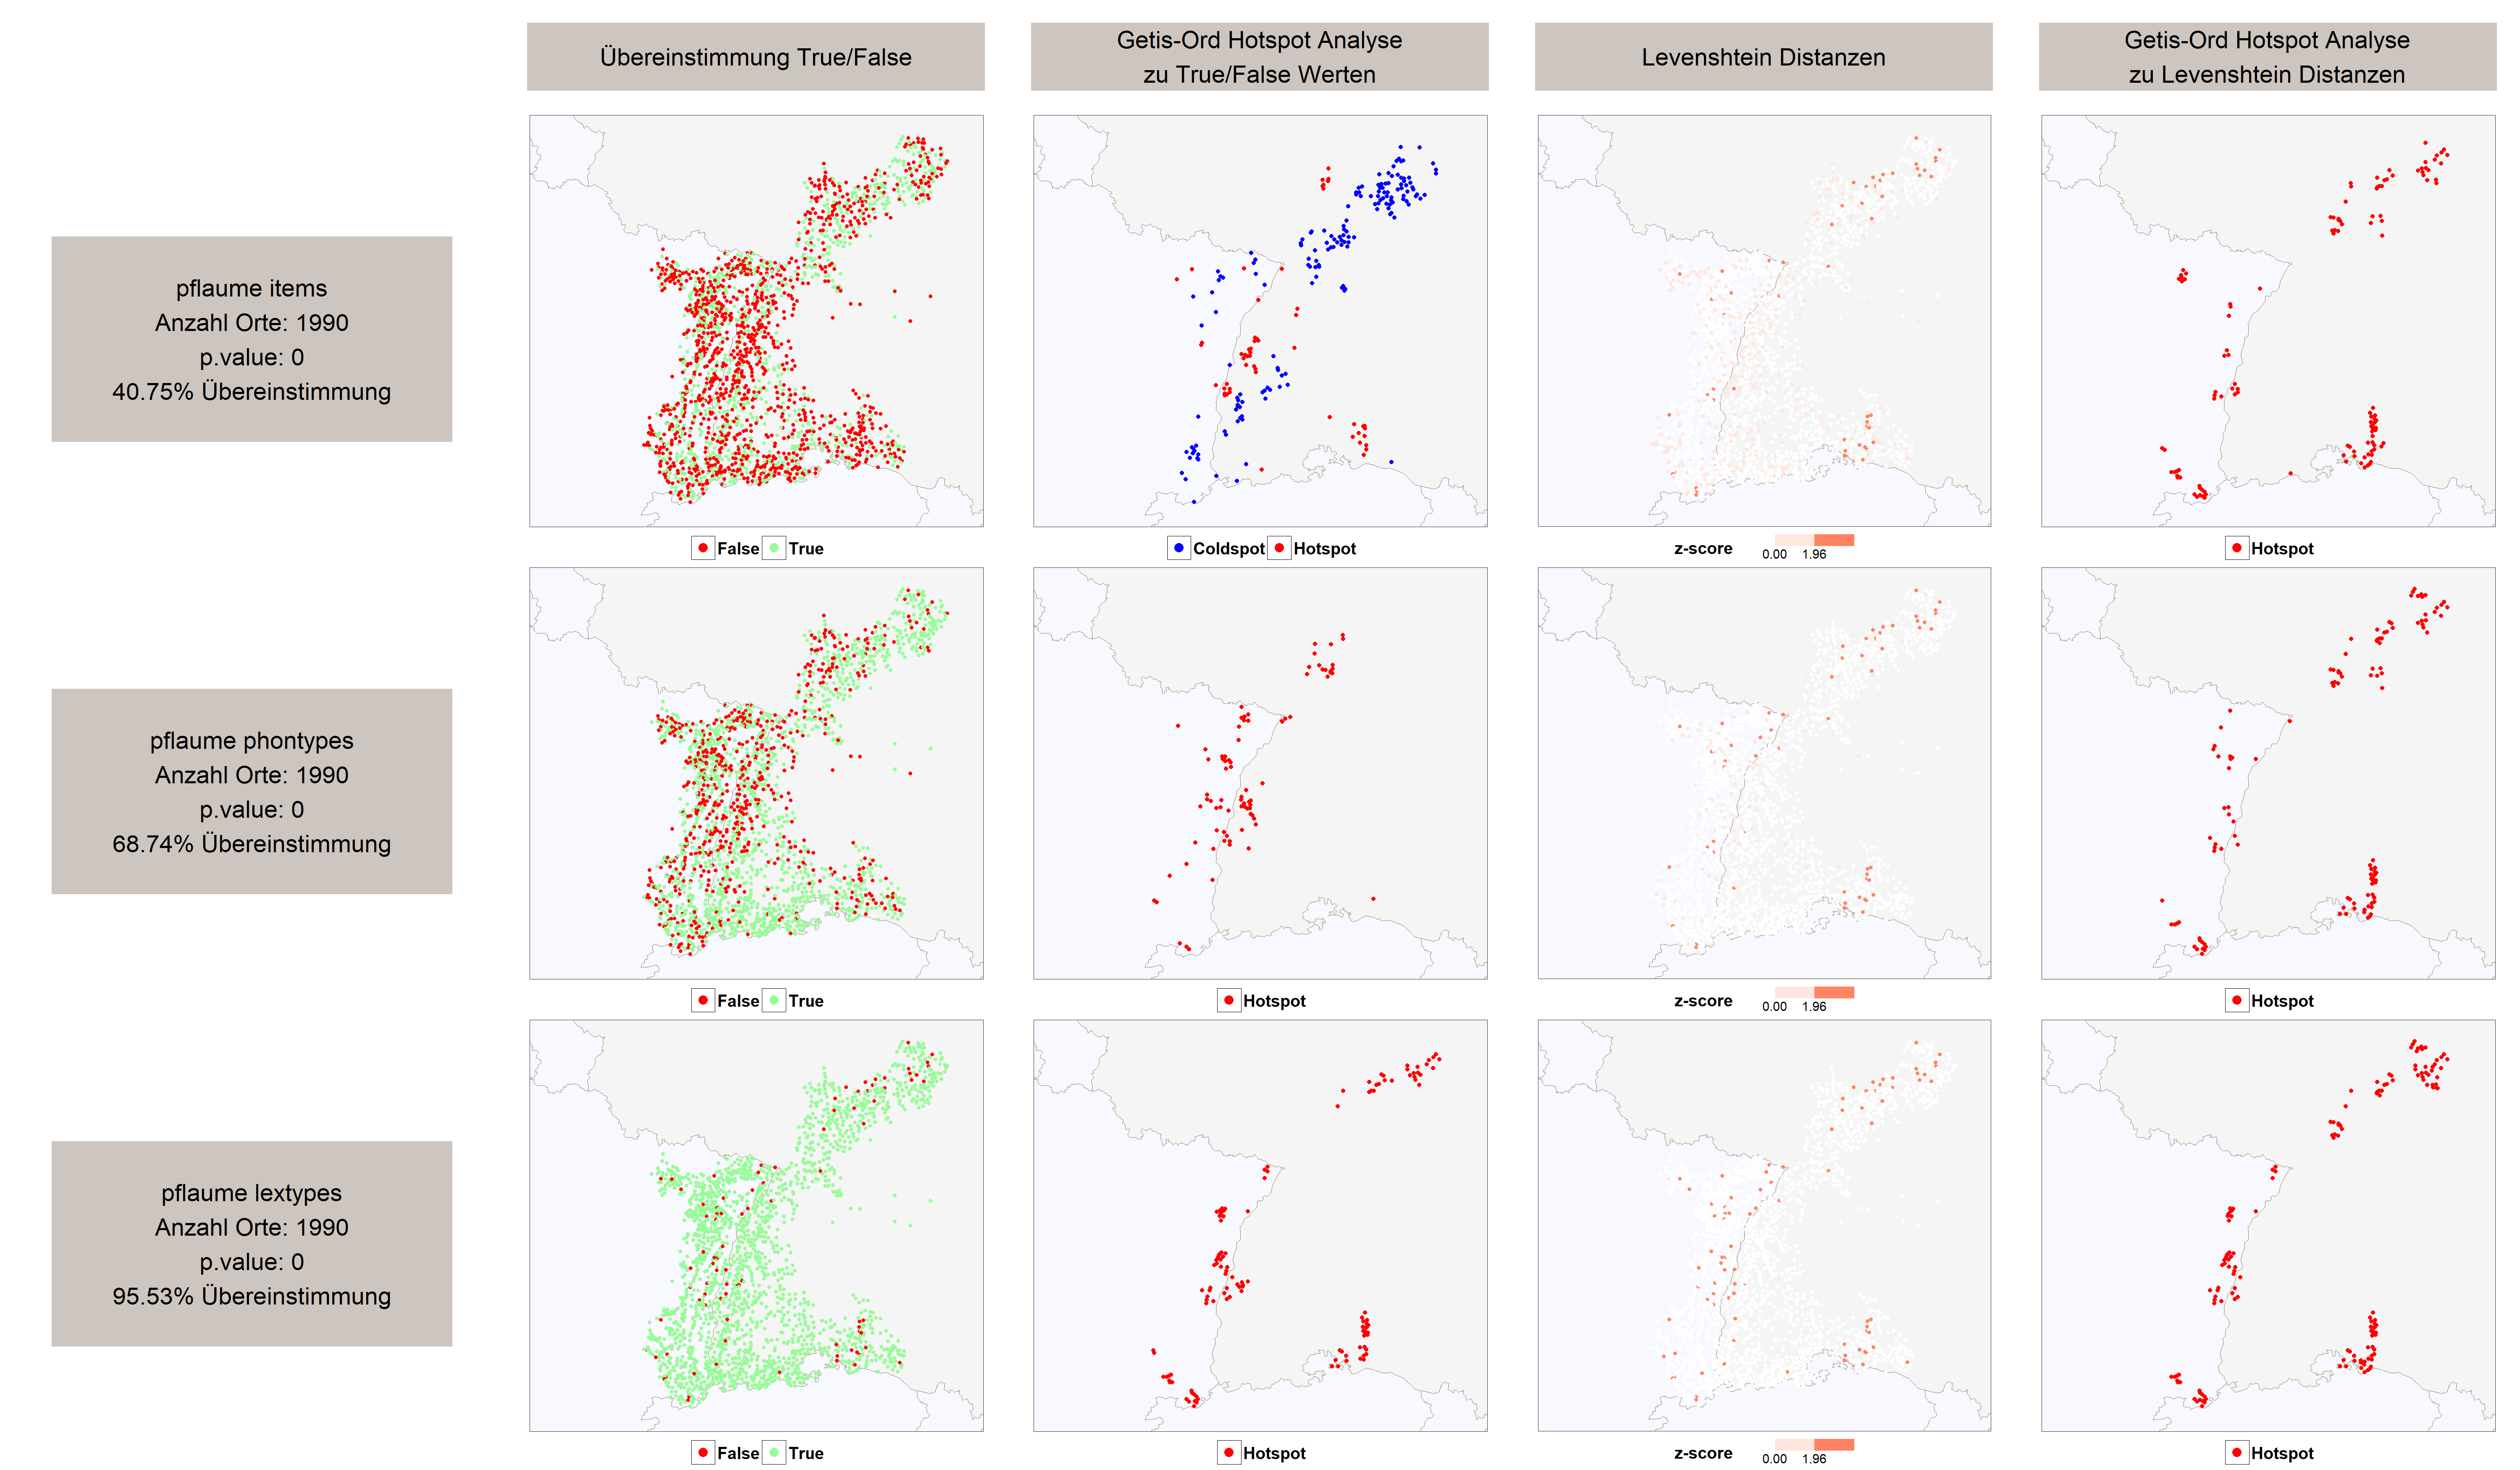 Übereinstimmung True/False
Getis-Ord Hotspot Analyse
zu True/False Werten
Levenshtein Distanzen
Getis-Ord Hotspot Analyse
zu Levenshtein Distanzen
pflaume items
Anzahl Orte: 1990
p.value: 0
40.75% Übereinstimmung
False True
Coldspot Hotspot
z-score
0.00 1.96
Hotspot
pflaume phontypes
Anzahl Orte: 1990
p.value: 0
68.74% Übereinstimmung
False True
Hotspot
z-score
0.00 1.96
Hotspot
pflaume lextypes
Anzahl Orte: 1990
p.value: 0
95.53% Übereinstimmung
False True
Hotspot
z-score
0.00 1.96
Hotspot